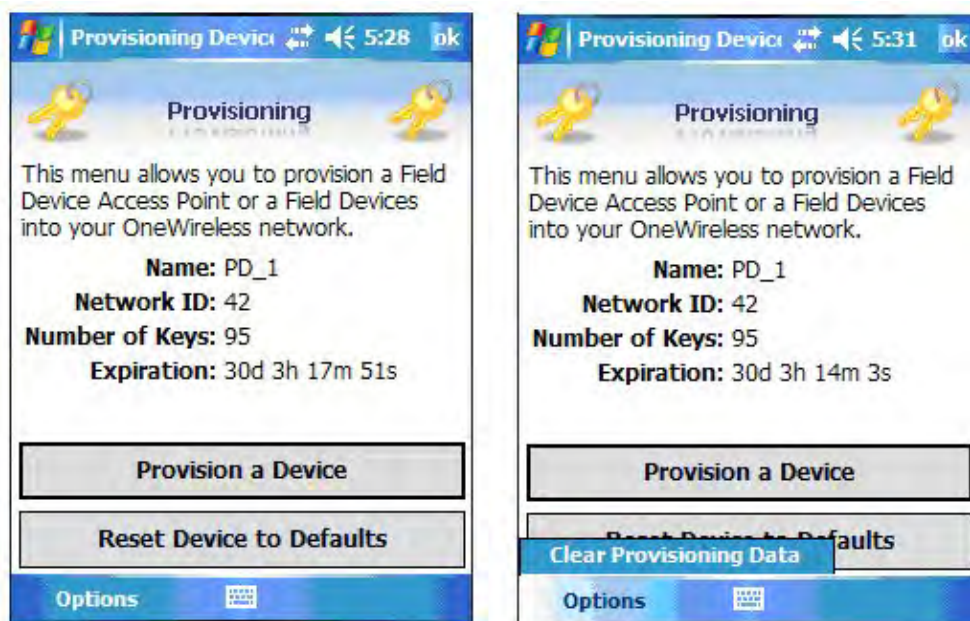 Provisioning Devic 5:28 ok
Provisioning
This menu allows you to provision a Field
Device Access Point or a Field Devices
into your OneWireless network.
Name: PD_1
Network ID: 42
Number of Keys: 95
Expiration: 30d 3h 17m 51s
Provision a Device
Reset Device to Defaults
Options
Provisioning Devic 5:31 ok
Provisioning
This menu allows you to provision a Field
Device Access Point or a Field Devices
into your OneWireless network.
Name: PD_1
Network ID: 42
Number of Keys: 95
Expiration: 30d 3h 14m 3s
Provision a Device
Reset Device to Defaults
Clear Provisioning Data
Options